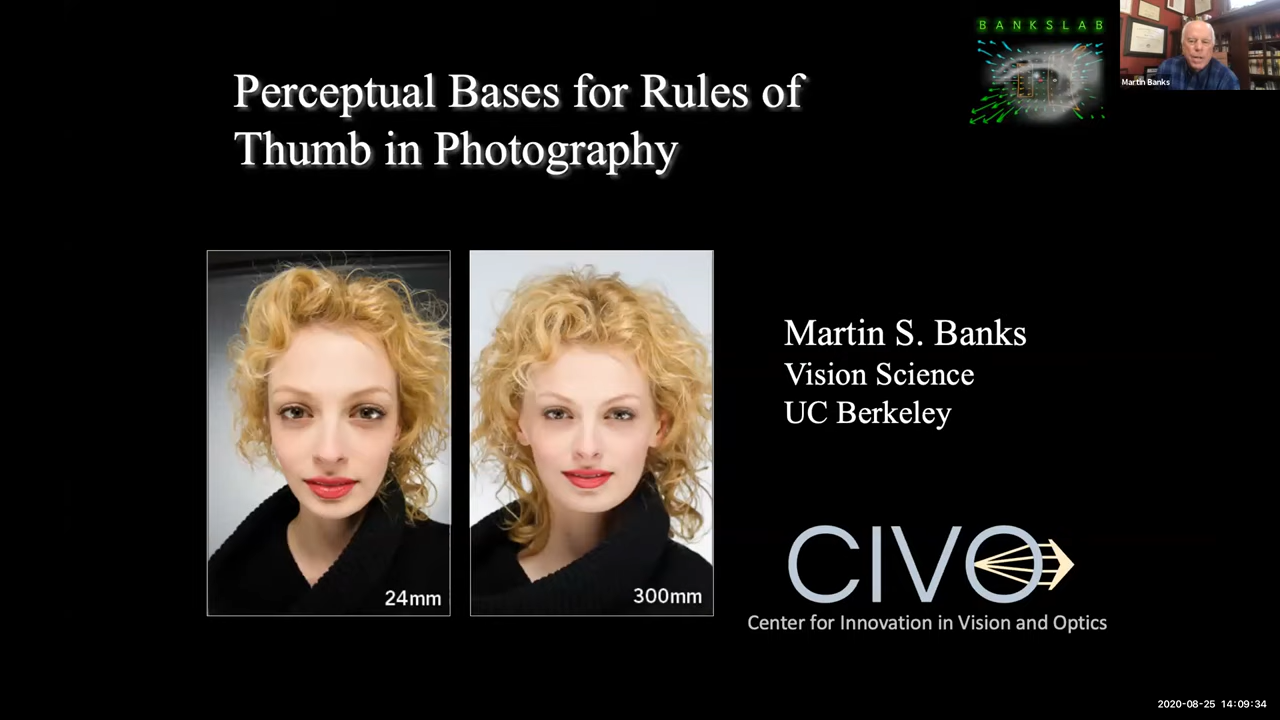 BANKSLAB
Martin Banks
Perceptual Bases for Rules of
Thumb in Photography
24mm
300mm
Martin S. Banks
Vision Science
UC Berkeley
CIVO
Center for Innovation in Vision and Optics
2020-08-25 14:09:34